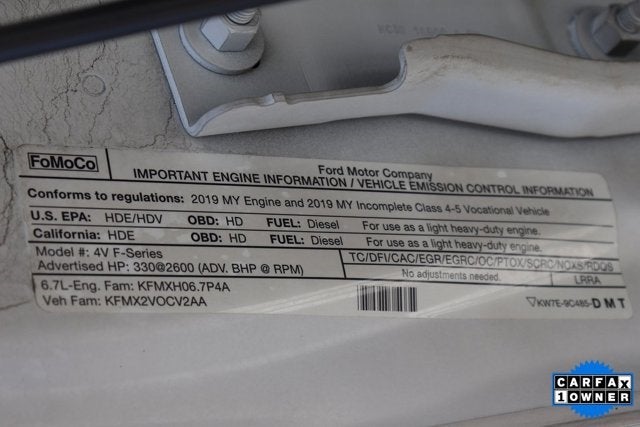 FoMoCo
Ford Motor Company
IMPORTANT ENGINE INFORMATION / VEHICLE EMISSION CONTROL INFORMATION
Conforms to regulations: 2019 MY Engine and 2019 MY Incomplete Class 4-5 Vocational Vehicle
U.S. EPA: HDE/HDV OBD: HD FUEL: Diesel For use as a light heavy-duty engine.
California: HDE OBD: HD FUEL: Diesel For use as a light heavy-duty engine.
Model #: 4V F-Series
Advertised HP: 330@2600 (ADV. BHP @ RPM)
TC/DFI/CAC/EGR/EGRC/OC/PTOX/SCRC/NOXS/RDQS
No adjustments needed. LRRA
6.7L-Eng. Fam: KFMXH06.7P4A
Veh Fam: KFMX2VOCV2AA
KW7E-9C485-DMT
CARFAX
1 OWNER